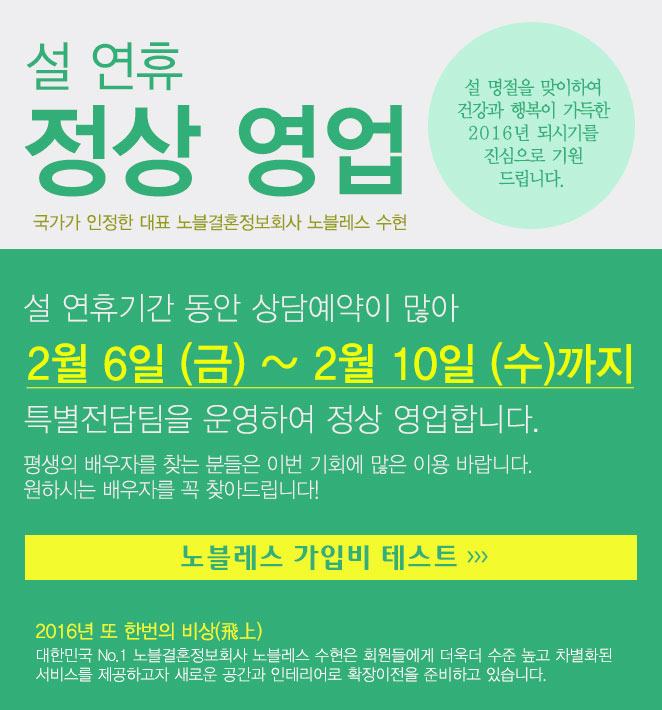 설 연휴
정상 영업
국가가 인정한 대표 노블결혼정보회사 노블레스 수현
설 명절을 맞이하여
건강과 행복이 가득한
2016년 되시기를
진심으로 기원
드립니다.
설 연휴기간 동안 상담예약이 많아
2월 6일 (금) ~ 2월 10일 (수)까지
특별전담팀을 운영하여 정상 영업합니다.
평생의 배우자를 찾는 분들은 이번 기회에 많은 이용 바랍니다.
원하시는 배우자를 꼭 찾아드립니다!
노블레스 가입비 테스트 >>>
2016년 또 한번의 비상(飛上)
대한민국 No.1 노블결혼정보회사 노블레스 수현은 회원들에게 더욱더 수준 높고 차별화된
서비스를 제공하고자 새로운 공간과 인테리어로 확장이전을 준비하고 있습니다.